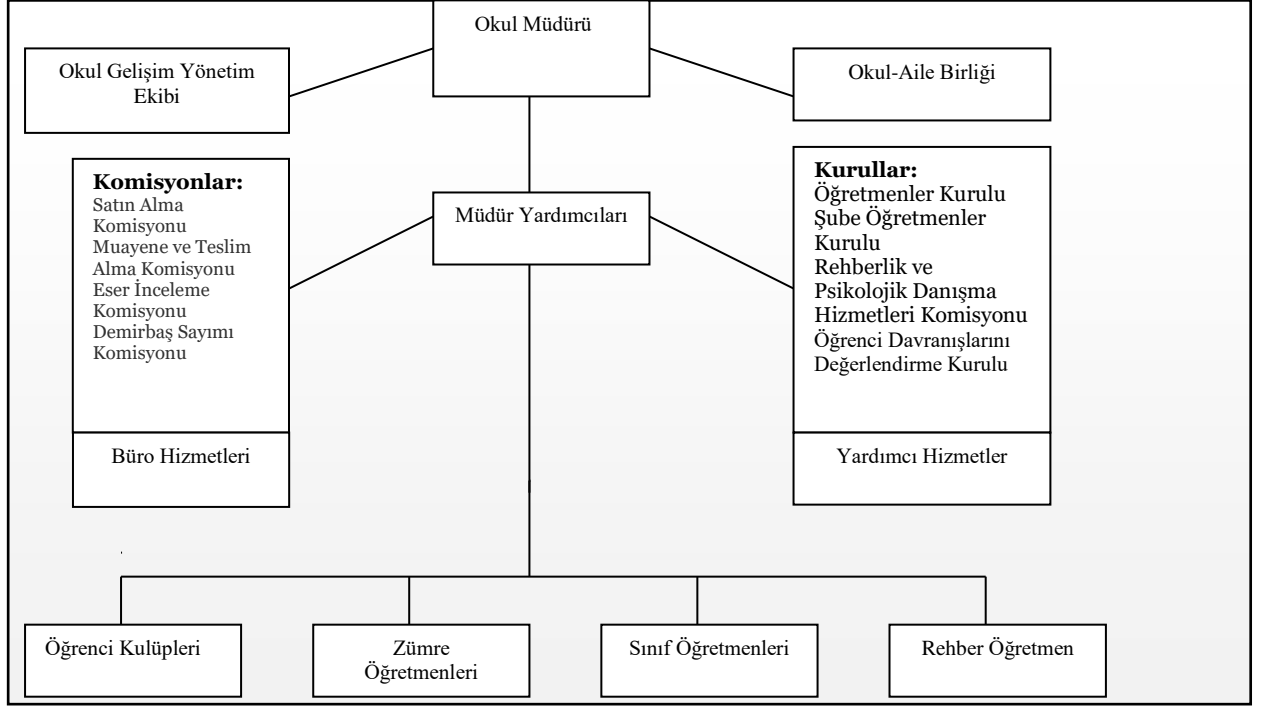 Okul Müdürü
Okul Gelişim Yönetim
Ekibi
Okul-Aile Birliği
Komisyonlar:
Satın Alma
Komisyonu
Muayene ve Teslim
Alma Komisyonu
Eser İnceleme
Komisyonu
Demirbaş Sayımı
Komisyonu
Müdür Yardımcıları
Kurullar:
Öğretmenler Kurulu
Şube Öğretmenler
Kurulu
Rehberlik ve
Psikolojik Danışma
Hizmetleri Komisyonu
Öğrenci Davranışlarını
Değerlendirme Kurulu
Büro Hizmetleri
Yardımcı Hizmetler
Öğrenci Kulüpleri
Zümre
Öğretmenleri
Sınıf Öğretmenleri
Rehber Öğretmen